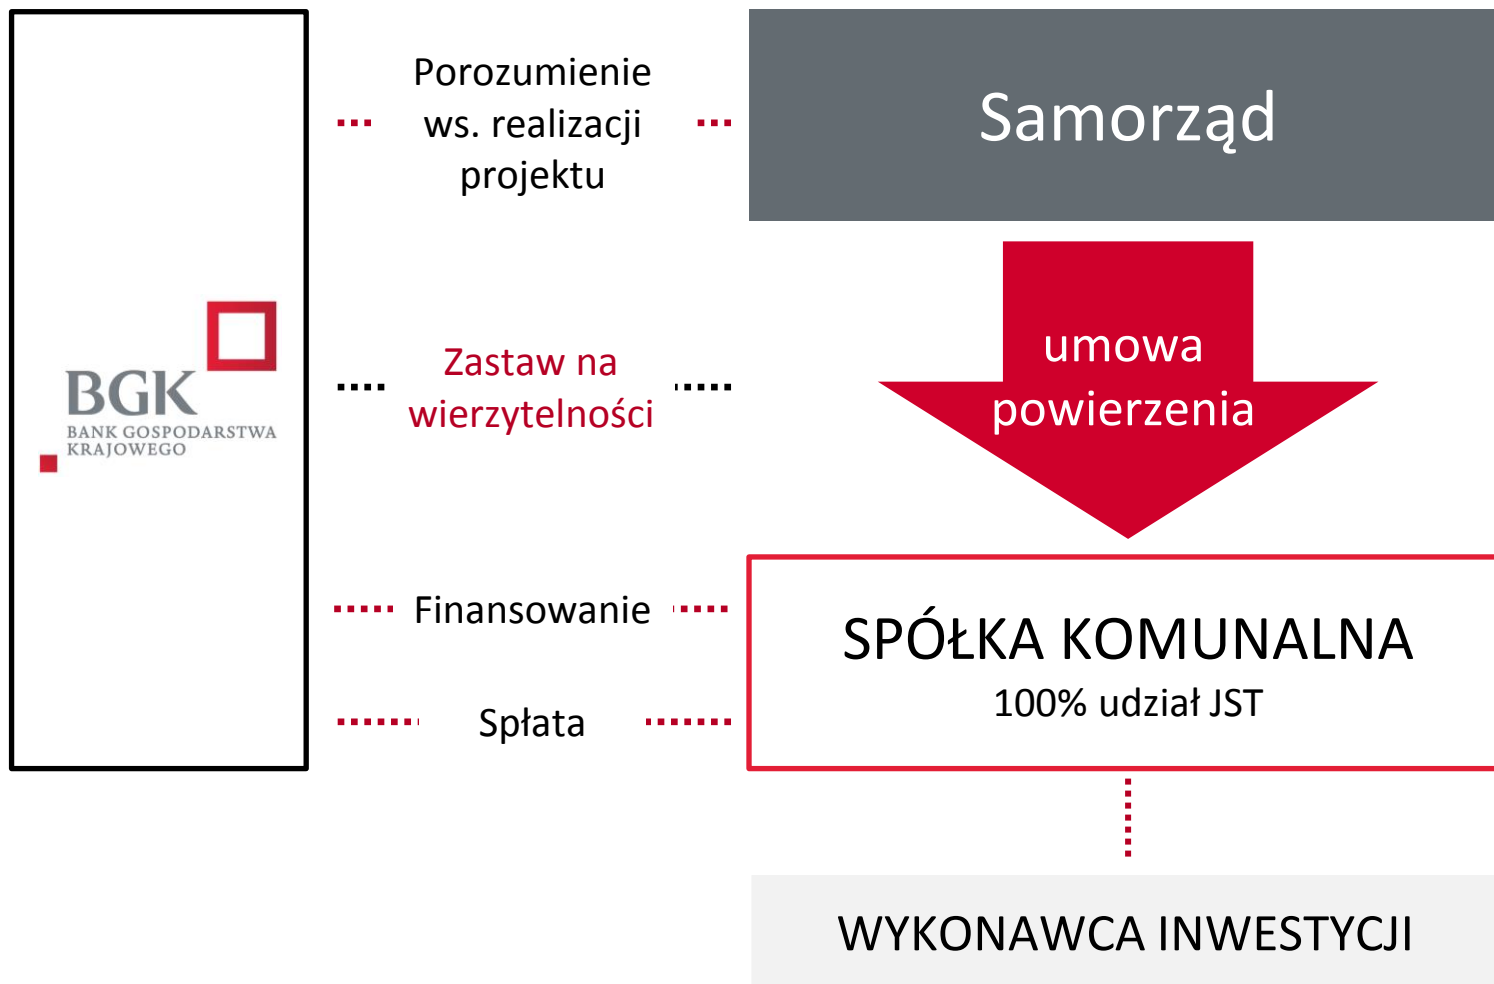 Porozumienie
ws. realizacji
projektu
Samorząd
BGK
BANK GOSPODARSTWA
KRAJOWEGO
Zastaw na
wierzytelności
umowa
powierzenia
Finansowanie
Spłata
SPÓŁKA KOMUNALNA
100% udział JST
WYKONAWCA INWESTYCJI